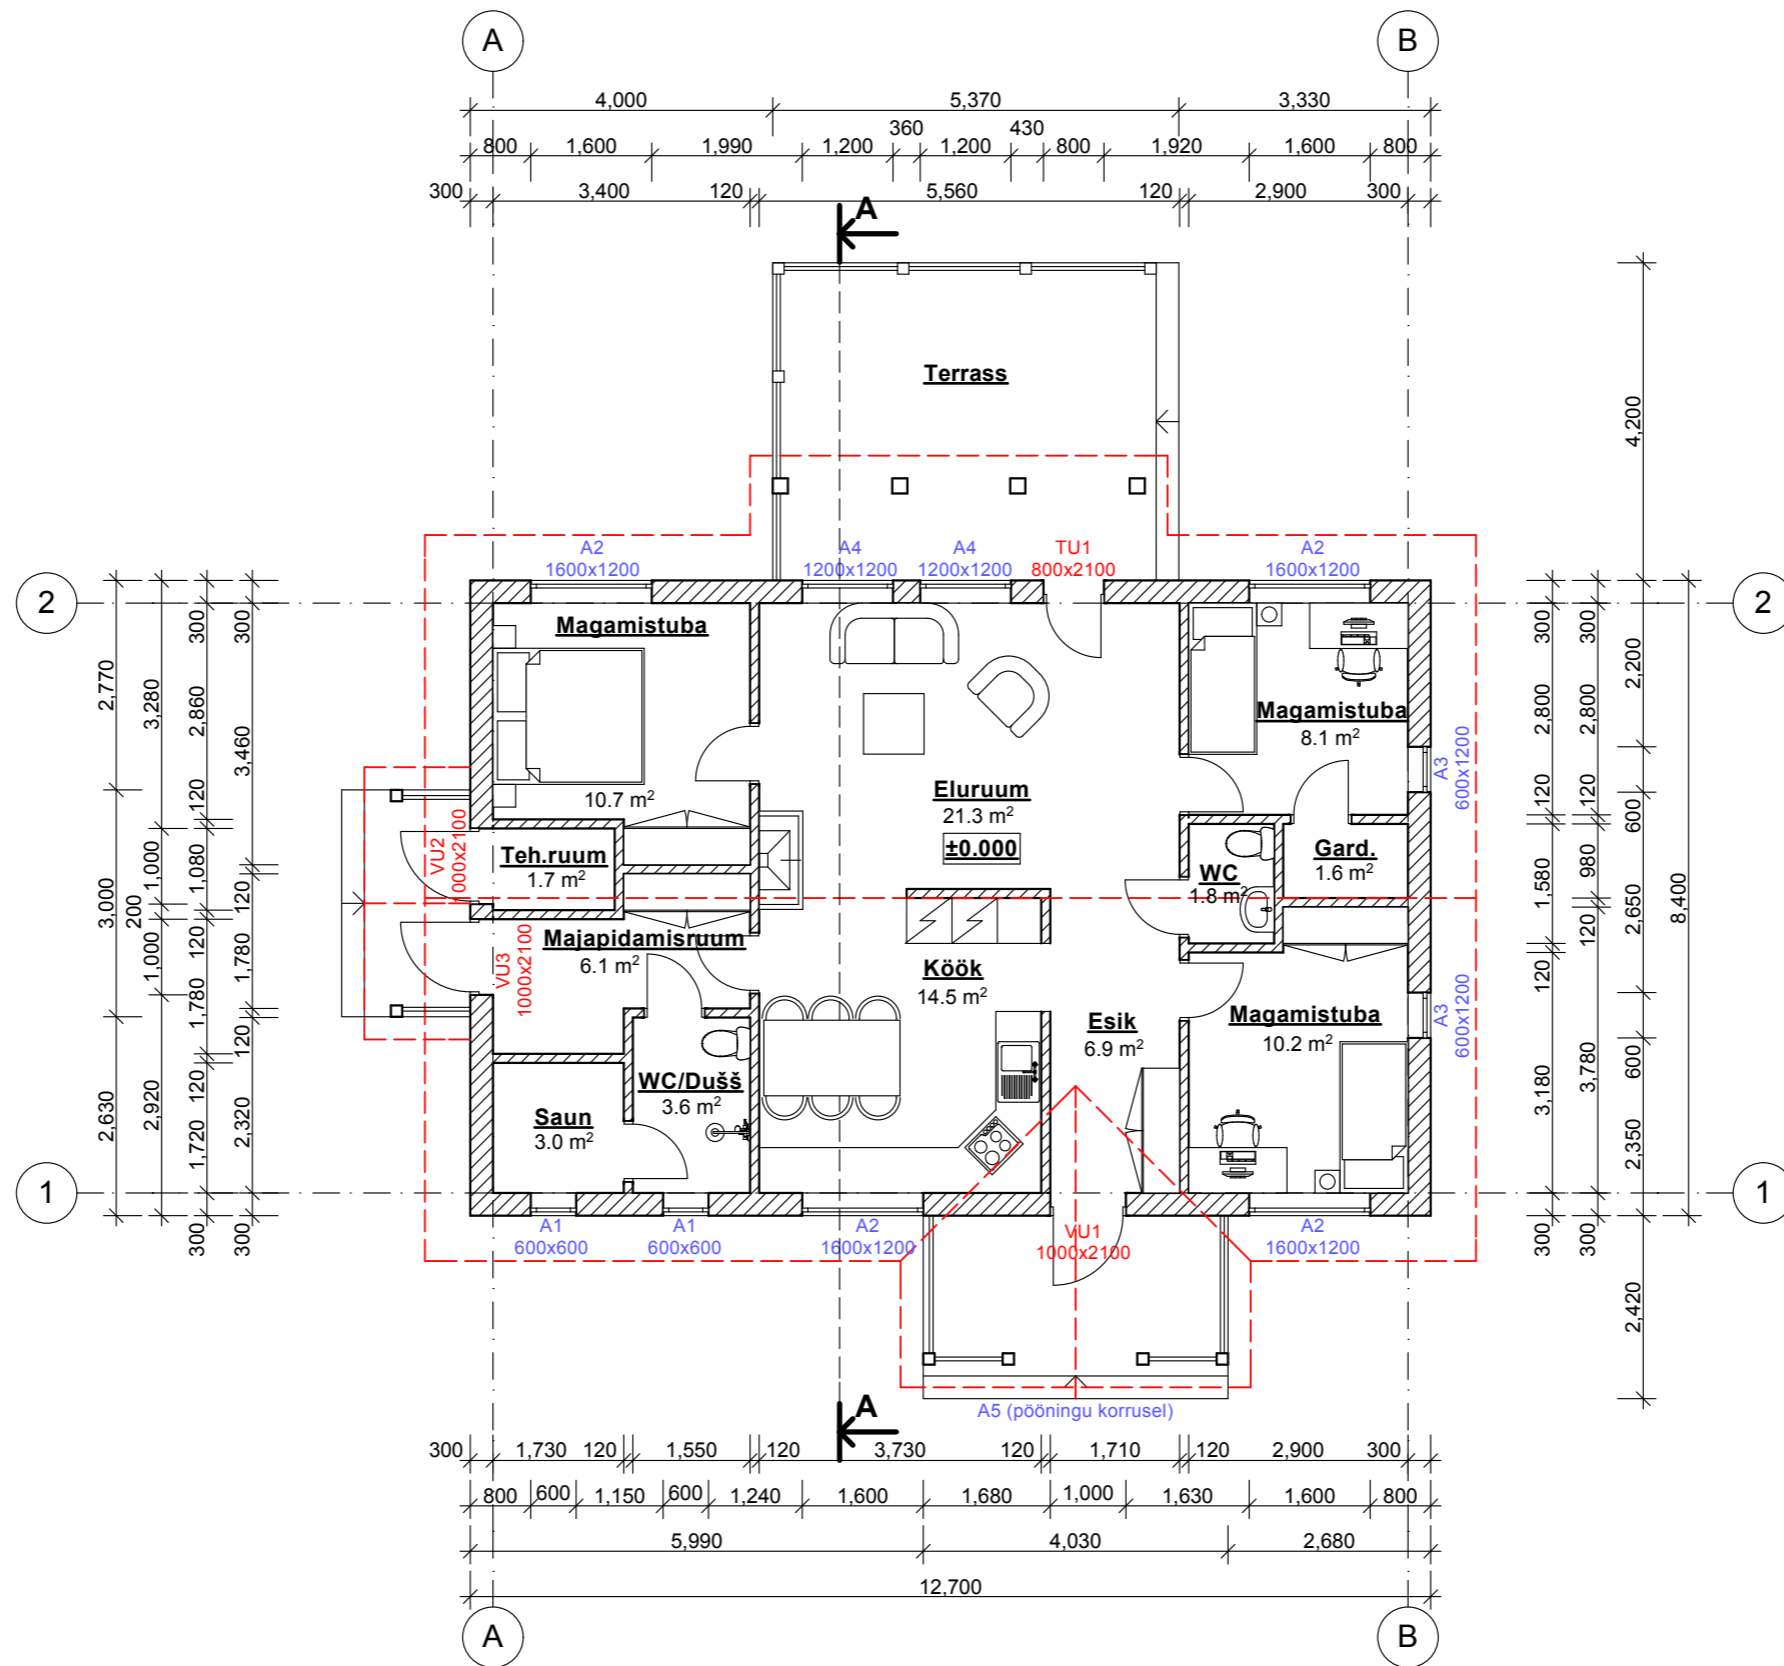 A B
4,000 5,370 3,330
360 430
800 1,600 1,990 1,200 1,200 800 1,920 1,600 800
300 3,400 120 5,560 120 2,900 300
A
Terrass
A2 A4 A4 TU1 A2
1600x1200 1200x1200 1200x1200 800x2100 1600x1200
2 2
Magamistuba
10.7 m²
Magamistuba
8.1 m²
Eluruum
21.3 m²
±0.000
Teh.ruum
1.7 m²
WC
1.8 m²
Gard.
1.6 m²
Majapidamisruum
6.1 m²
Köök
14.5 m²
Esik
6.9 m²
Magamistuba
10.2 m²
WC/Dušš
3.6 m²
Saun
3.0 m²
VU2
1000x2100
VU3
1000x2100
A3
600x1200
A3
600x1200
2,770
3,000
2,630
3,280
1,000
200
1,000
2,920
300
2,860
120
1,080
120
1,780
120
1,720
300
300
3,460
120
1,780
120
2,320
300
300
2,800
120
1,580
120
3,180
300
300
2,800
120
980
120
3,780
300
4,200
2,200
600
2,650
600
2,350
2,420
8,400
1 1
A1 A1 A2 VU1 A2
600x600 600x600 1600x1200 1000x2100 1600x1200
A5 (pööningu korrusel)
A
300 1,730 120 1,550 120 3,730 120 1,710 120 2,900 300
800 600 1,150 600 1,240 1,600 1,680 1,000 1,630 1,600 800
5,990 4,030 2,680
12,700
A B